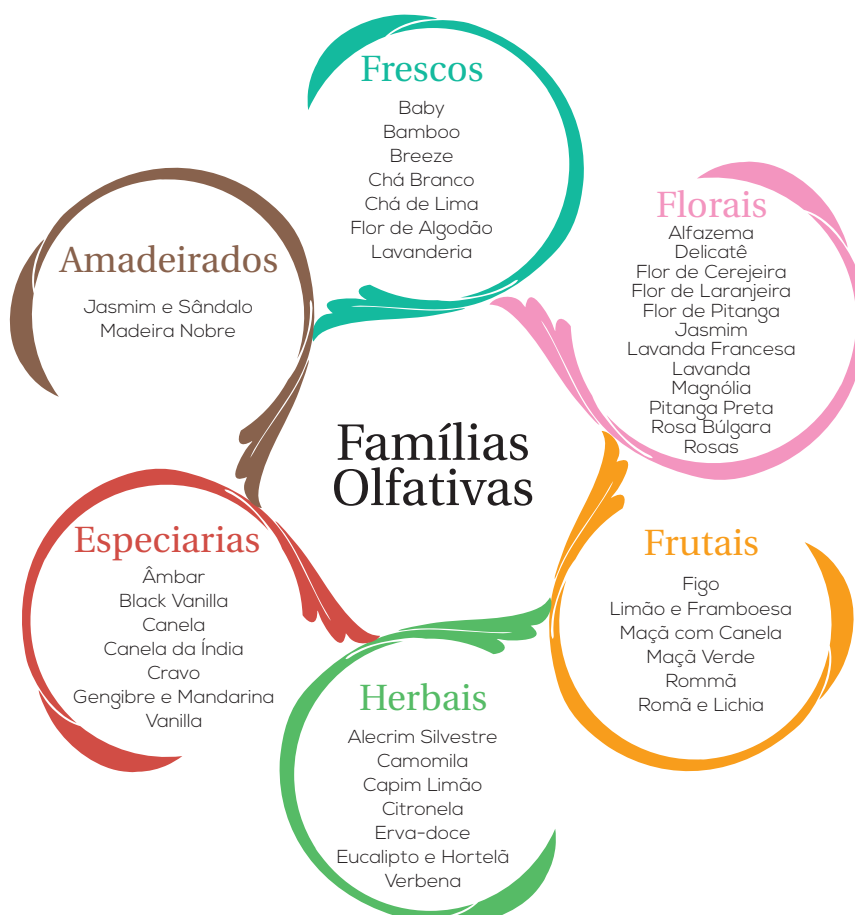 Frescos
Baby
Bamboo
Breeze
Chá Branco
Chá de Lima
Flor de Algodão
Lavanderia
Florais
Alfazema
Delicatê
Flor de Cerejeira
Flor de Laranjeira
Flor de Pitanga
Jasmim
Lavanda Francesa
Lavanda
Magnólia
Pitanga Preta
Rosa Búlgara
Rosas
Amadeirados
Jasmim e Sândalo
Madeira Nobre
Famílias
Olfativas
Especiarias
Âmbar
Black Vanilla
Canela
Canela da Índia
Cravo
Gengibre e Mandarina
Vanilla
Frutais
Figo
Limão e Framboesa
Maçã com Canela
Maçã Verde
Rommã
Romã e Lichia
Herbais
Alecrim Silvestre
Camomila
Capim Limão
Citronela
Erva-doce
Eucalipto e Hortelã
Verbena